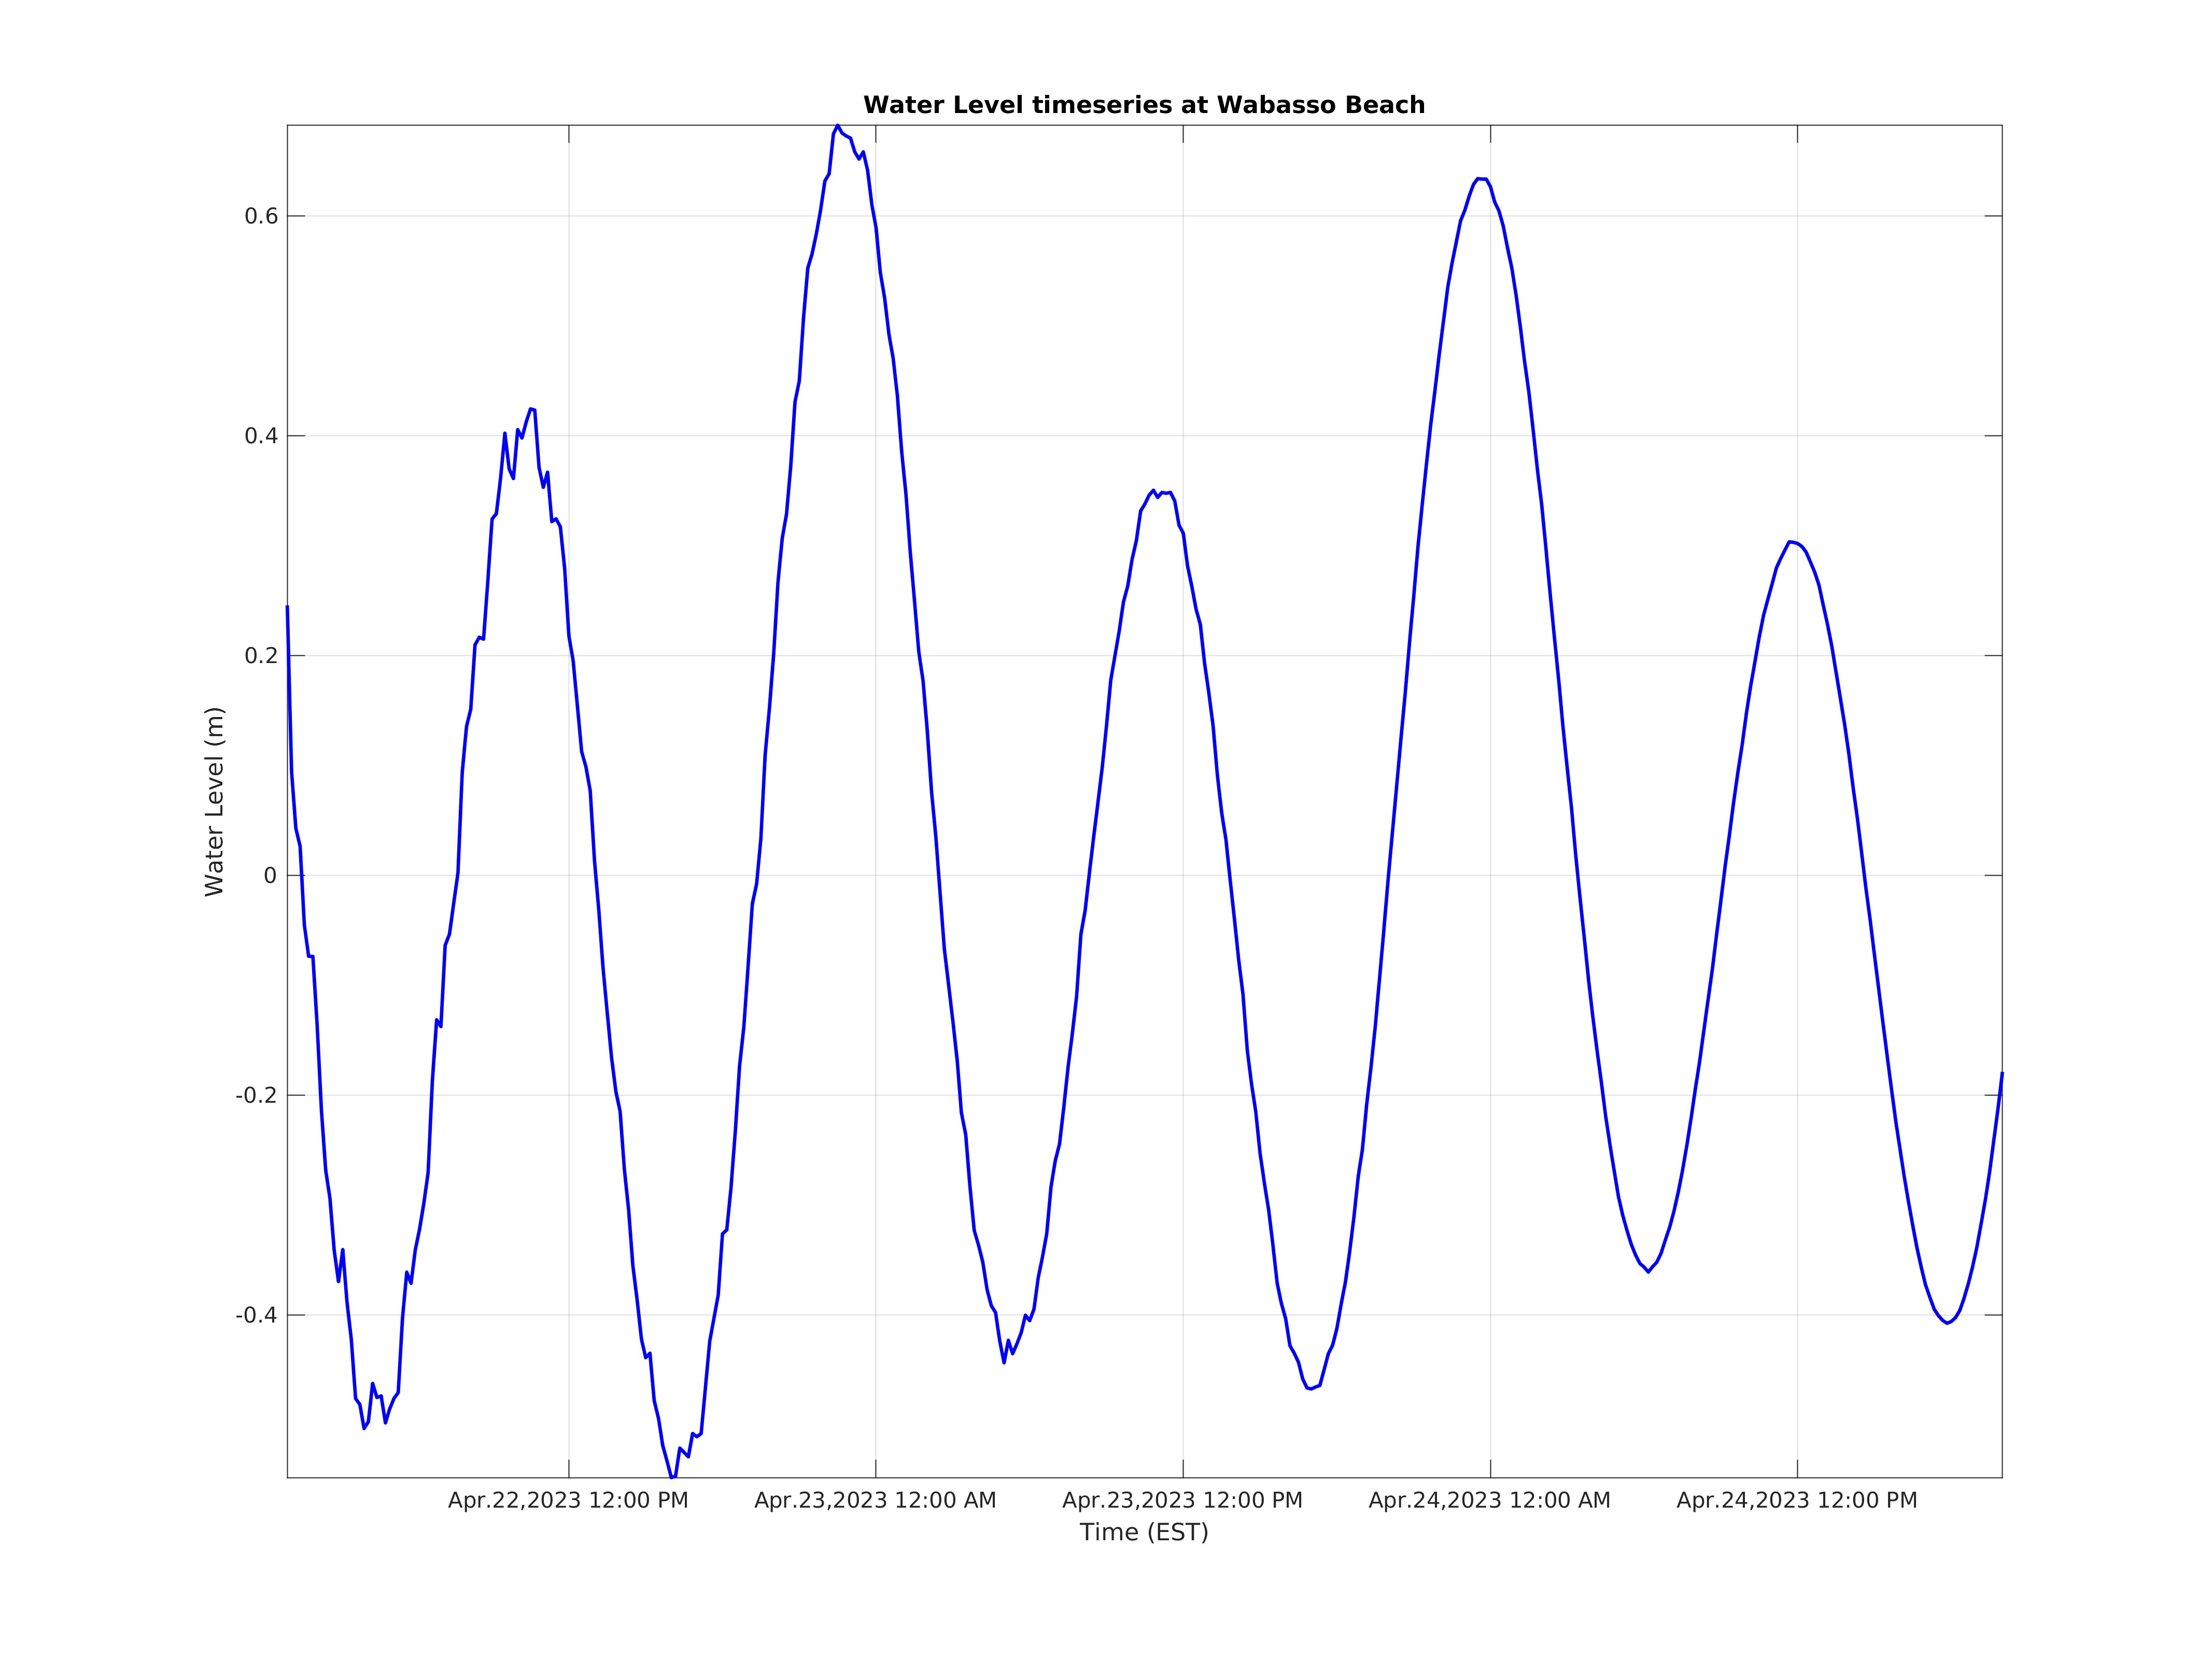 Water Level timeseries at Wabasso Beach
0.6
0.4
0.2
0
-0.2
-0.4
Water Level (m)
Apr.22,2023 12:00 PM
Apr.23,2023 12:00 AM
Apr.23,2023 12:00 PM
Apr.24,2023 12:00 AM
Apr.24,2023 12:00 PM
Time (EST)